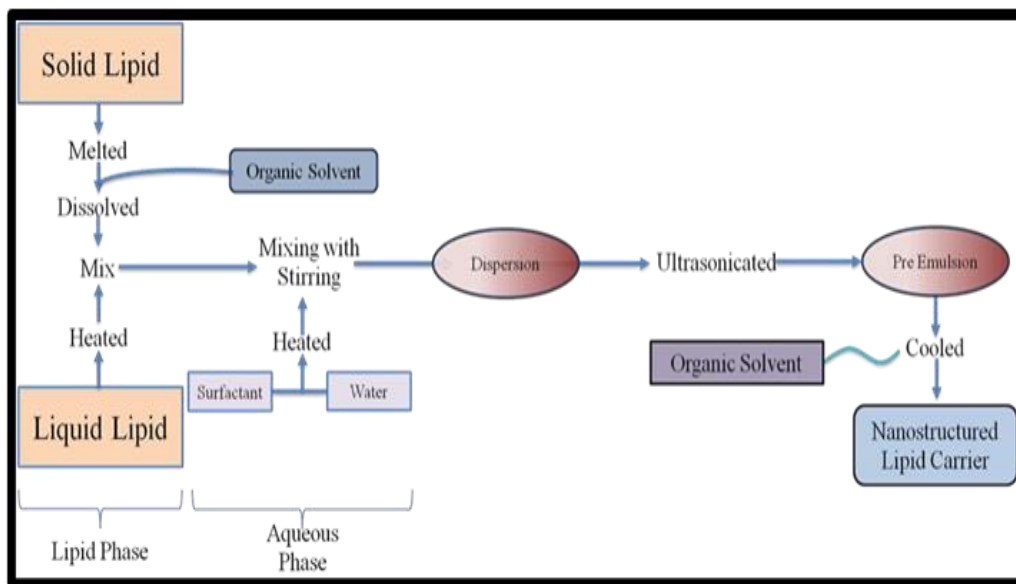 Solid Lipid
Melted
Organic Solvent
Dissolved
Mix
Mixing with
Stirring
Dispersion
Ultrasonicated
Pre Emulsion
Heated
Heated
Cooled
Organic Solvent
Liquid Lipid
Surfactant
Water
Nanostructured
Lipid Carrier
Lipid Phase
Aqueous
Phase